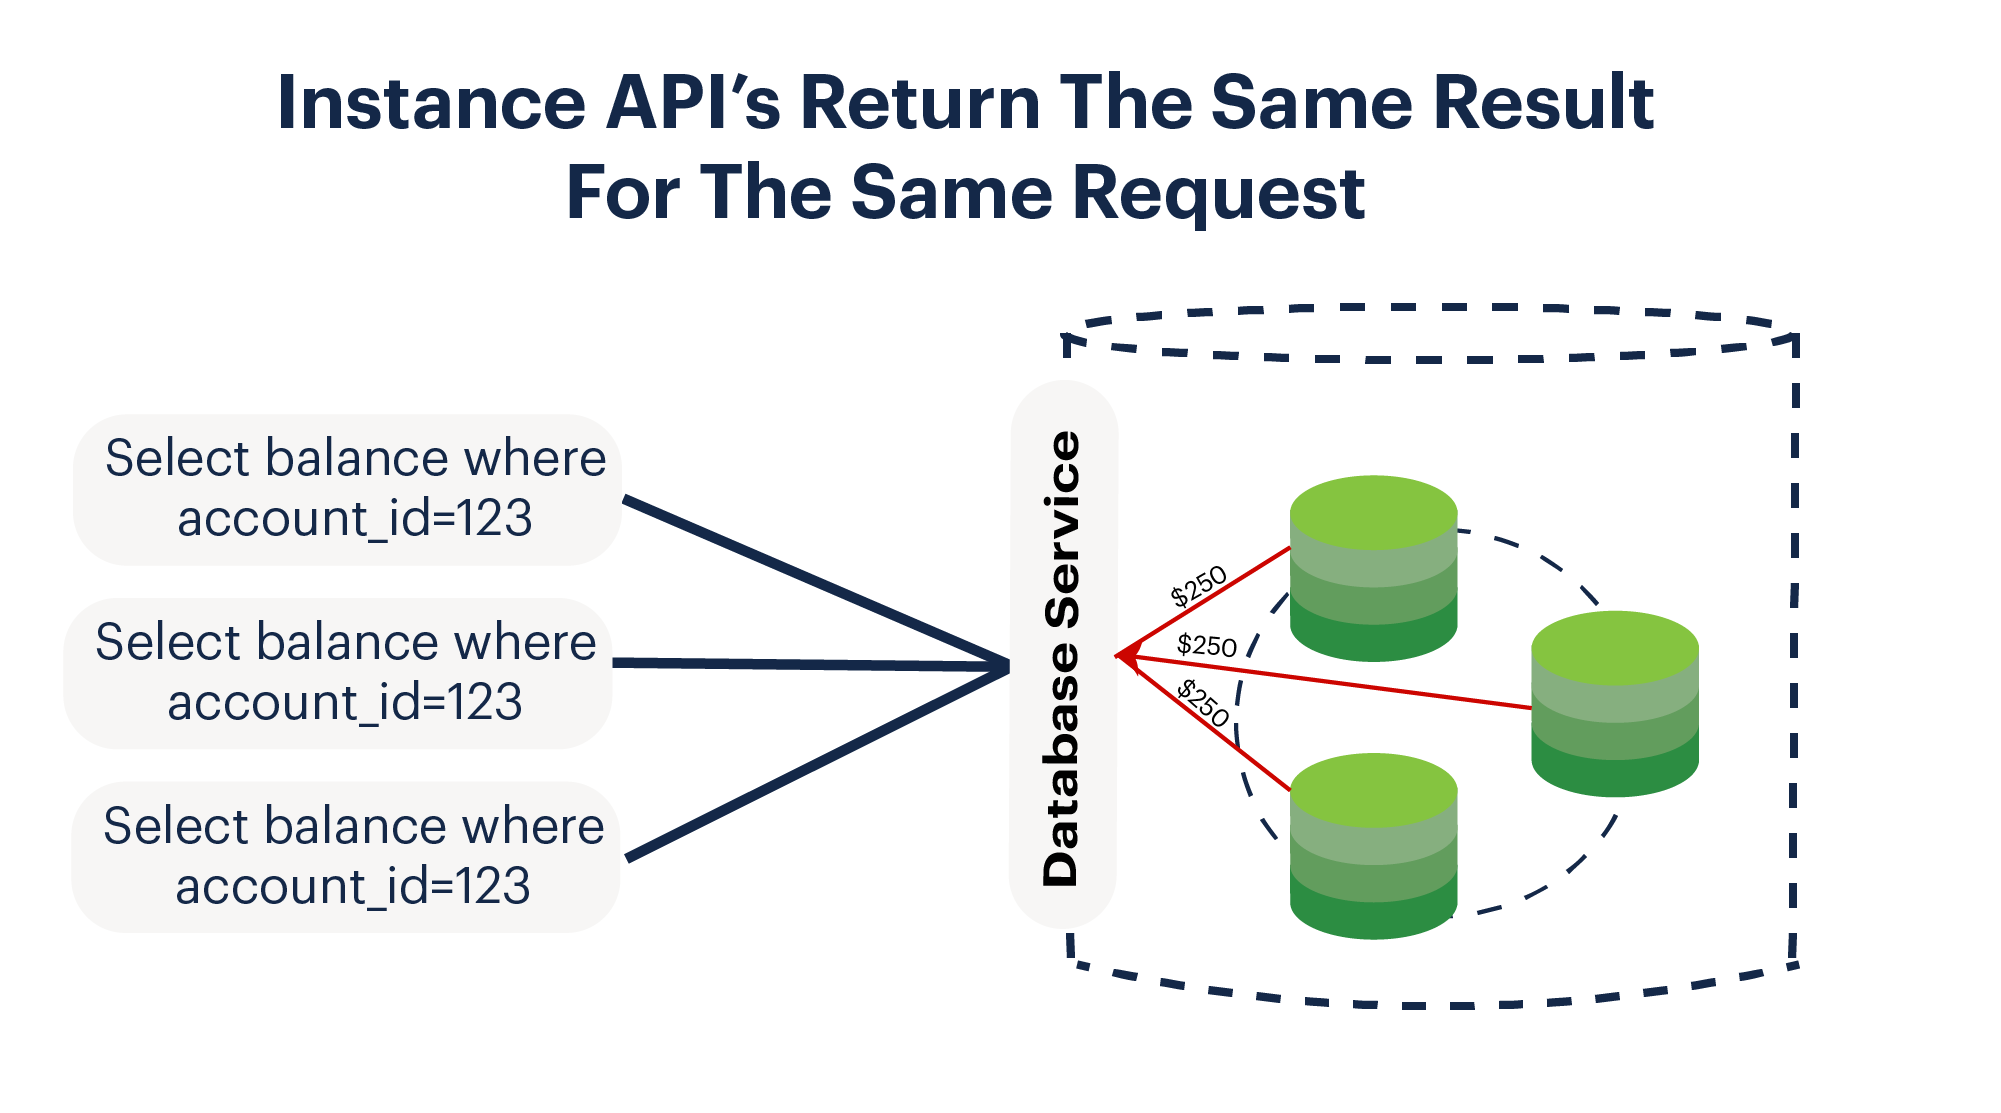 Instance API’s Return The Same Result
For The Same Request
Select balance where
account_id=123
Select balance where
account_id=123
Select balance where
account_id=123
Database Service
$250
$250
$250